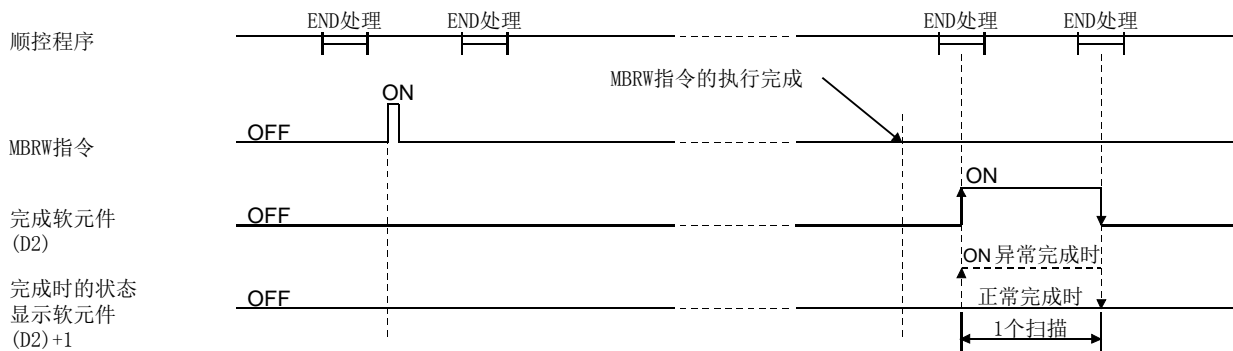 END处理 END处理 END处理 END处理
顺控程序
MBRW指令的执行完成
ON
OFF
MBRW指令
ON
完成软元件
(D2)
OFF
ON 异常完成时
完成时的状态
显示软元件
(D2)+1
OFF
正常完成时
1个扫描